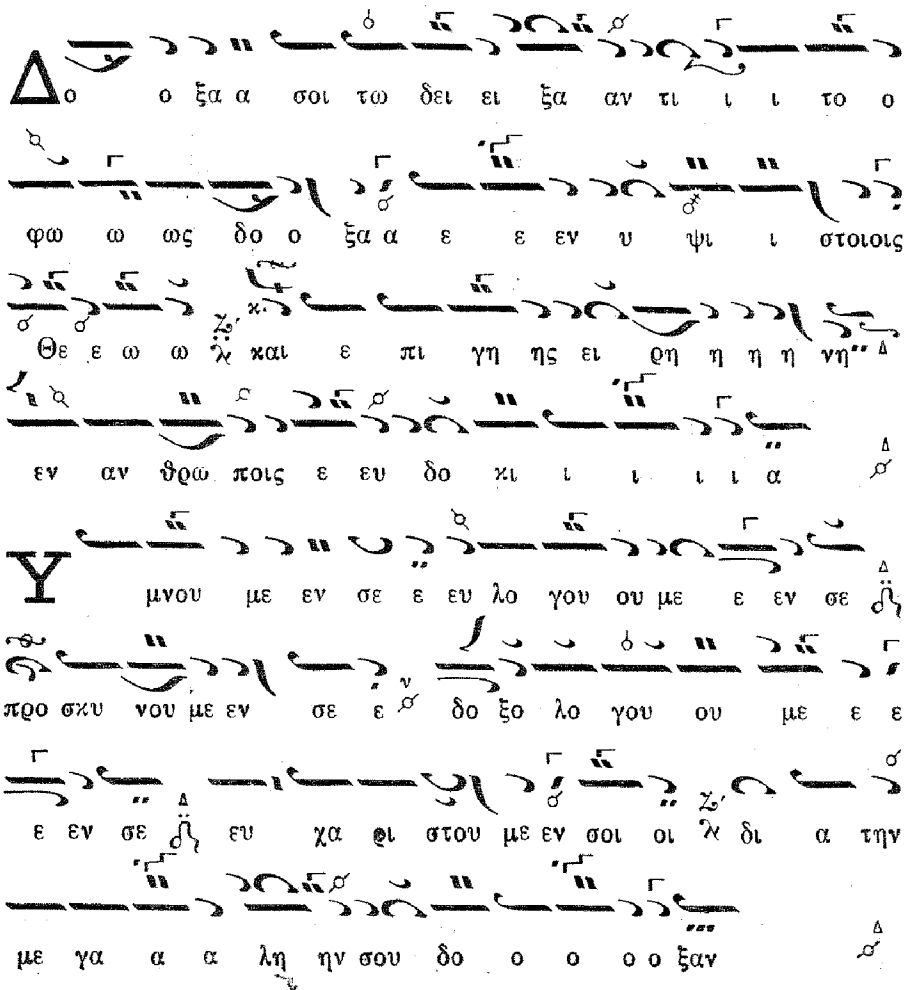 Δο ο ξα α σοι τω δει ει ξα αν τι ι ι το ο
φω ω ως δο ο ξα α ε ε εν υ ψι ι στοιοις
Θε ε ω ω και ε πι γη ης ει ρη η η η νη
εν αν θρω ποις ε ευ δο κι ι ι ι ι α
Υ μνου με εν σε ε ευ λο γου ου με ε εν σε
προ σκυ νου με εν σε ε δο ξο λο γου ου με ε ε
ε εν σε ευ χα ρι στου με εν σοι οι δι α την
με γα α α λη ην σου δο ο ο ο ο ξαν